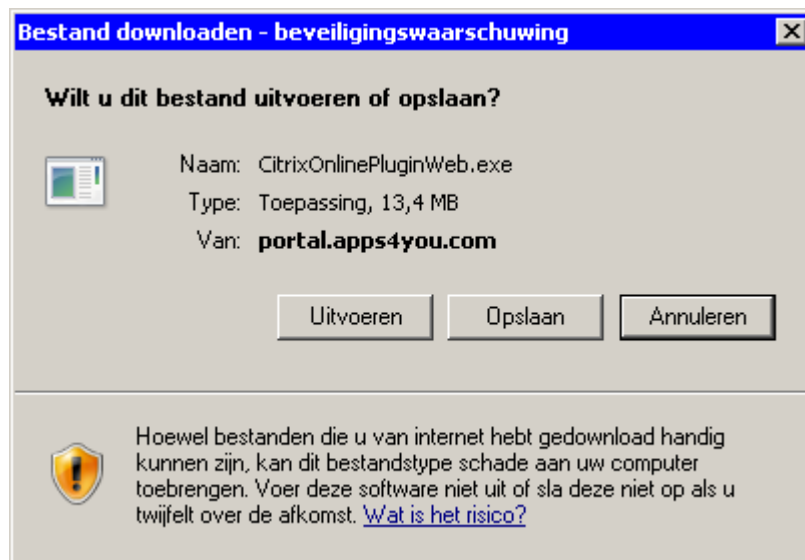 Bestand downloaden - beveiligingswaarschuwing
Wilt u dit bestand uitvoeren of opslaan?
Naam: CitrixOnlinePluginWeb.exe
Type: Toepassing, 13,4 MB
Van: portal.apps4you.com
Uitvoeren Opslaan Annuleren
Hoewel bestanden die u van internet hebt gedownload handig
kunnen zijn, kan dit bestandstype schade aan uw computer
toebrengen. Voer deze software niet uit of sla deze niet op als u
twijfelt over de afkomst. Wat is het risico?